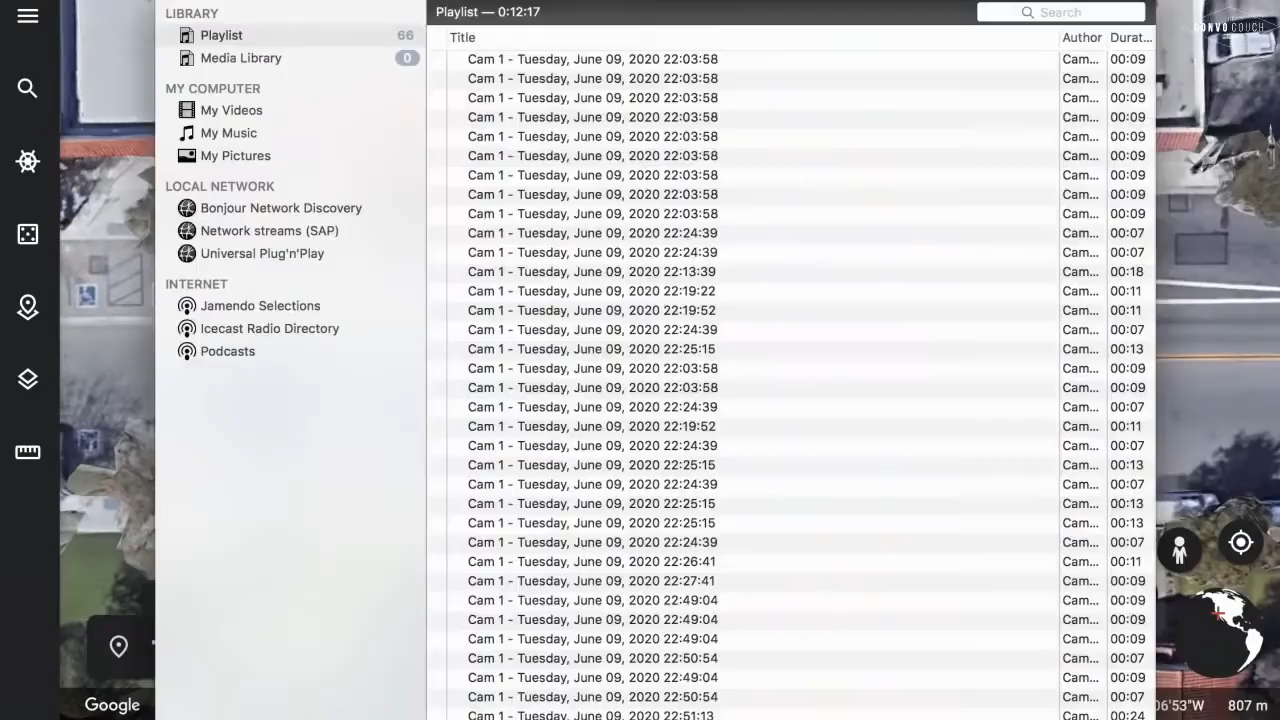 LIBRARY
Playlist 66
Media Library 0
MY COMPUTER
My Videos
My Music
My Pictures
LOCAL NETWORK
Bonjour Network Discovery
Network streams (SAP)
Universal Plug'n'Play
INTERNET
Jamendo Selections
Icecast Radio Directory
Podcasts
Playlist — 0:12:17
Search
CONVO COUCH
Title Author Durat...
Cam 1 - Tuesday, June 09, 2020 22:03:58 Cam... 00:09
Cam 1 - Tuesday, June 09, 2020 22:03:58 Cam... 00:09
Cam 1 - Tuesday, June 09, 2020 22:03:58 Cam... 00:09
Cam 1 - Tuesday, June 09, 2020 22:03:58 Cam... 00:09
Cam 1 - Tuesday, June 09, 2020 22:03:58 Cam... 00:09
Cam 1 - Tuesday, June 09, 2020 22:03:58 Cam... 00:09
Cam 1 - Tuesday, June 09, 2020 22:03:58 Cam... 00:09
Cam 1 - Tuesday, June 09, 2020 22:03:58 Cam... 00:09
Cam 1 - Tuesday, June 09, 2020 22:03:58 Cam... 00:09
Cam 1 - Tuesday, June 09, 2020 22:24:39 Cam... 00:07
Cam 1 - Tuesday, June 09, 2020 22:24:39 Cam... 00:07
Cam 1 - Tuesday, June 09, 2020 22:13:39 Cam... 00:18
Cam 1 - Tuesday, June 09, 2020 22:19:22 Cam... 00:11
Cam 1 - Tuesday, June 09, 2020 22:19:52 Cam... 00:11
Cam 1 - Tuesday, June 09, 2020 22:24:39 Cam... 00:07
Cam 1 - Tuesday, June 09, 2020 22:25:15 Cam... 00:13
Cam 1 - Tuesday, June 09, 2020 22:03:58 Cam... 00:09
Cam 1 - Tuesday, June 09, 2020 22:03:58 Cam... 00:09
Cam 1 - Tuesday, June 09, 2020 22:24:39 Cam... 00:07
Cam 1 - Tuesday, June 09, 2020 22:19:52 Cam... 00:11
Cam 1 - Tuesday, June 09, 2020 22:24:39 Cam... 00:07
Cam 1 - Tuesday, June 09, 2020 22:25:15 Cam... 00:13
Cam 1 - Tuesday, June 09, 2020 22:24:39 Cam... 00:07
Cam 1 - Tuesday, June 09, 2020 22:25:15 Cam... 00:13
Cam 1 - Tuesday, June 09, 2020 22:25:15 Cam... 00:13
Cam 1 - Tuesday, June 09, 2020 22:24:39 Cam... 00:07
Cam 1 - Tuesday, June 09, 2020 22:26:41 Cam... 00:11
Cam 1 - Tuesday, June 09, 2020 22:27:41 Cam... 00:09
Cam 1 - Tuesday, June 09, 2020 22:49:04 Cam... 00:09
Cam 1 - Tuesday, June 09, 2020 22:49:04 Cam... 00:09
Cam 1 - Tuesday, June 09, 2020 22:49:04 Cam... 00:09
Cam 1 - Tuesday, June 09, 2020 22:50:54 Cam... 00:07
Cam 1 - Tuesday, June 09, 2020 22:49:04 Cam... 00:09
Cam 1 - Tuesday, June 09, 2020 22:50:54 Cam... 00:07
Cam 1 - Tuesday, June 09, 2020 22:51:13 Cam... 00:24
Google
06'53"W 807 m